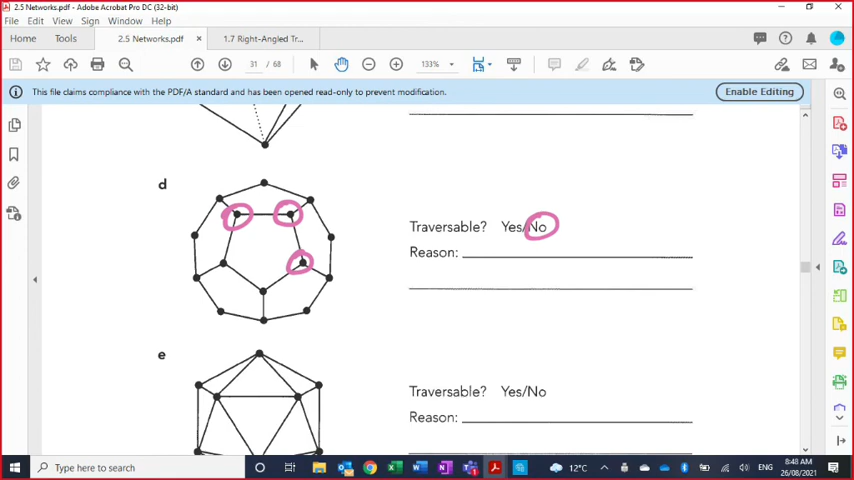 2.5 Networks.pdf - Adobe Acrobat Pro DC (32-bit)
File Edit View Sign Window Help
Home Tools 2.5 Networks.pdf × 1.7 Right-Angled Tr...
31 / 68 133%
This file claims compliance with the PDF/A standard and has been opened read-only to prevent modification. Enable Editing
d
Traversable? Yes/No
Reason:
e
Traversable? Yes/No
Reason:
Type here to search 12°C ENG 8:48 AM
26/08/2021